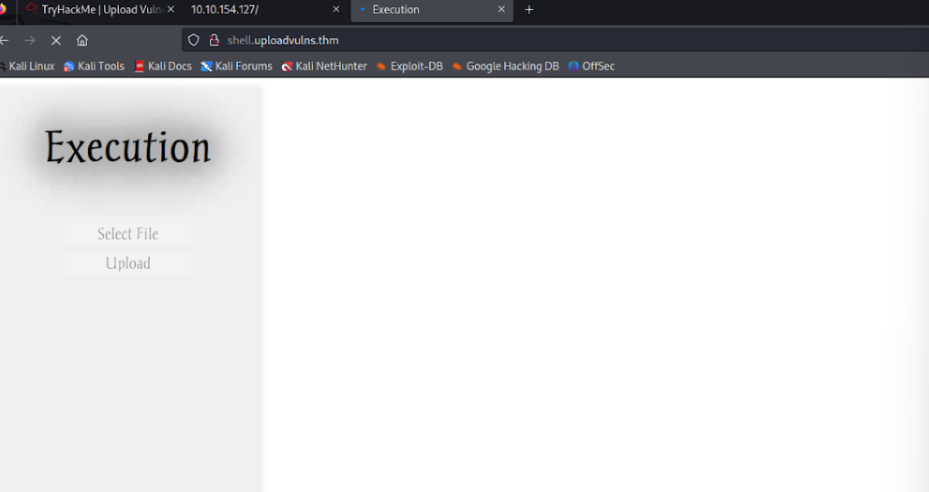 TryHackMe | Upload Vuln
10.10.154.127/
Execution
shell.uploadvulns.thm
Kali Linux
Kali Tools
Kali Docs
Kali Forums
Kali NetHunter
Exploit-DB
Google Hacking DB
OffSec
Execution
Select File
Upload